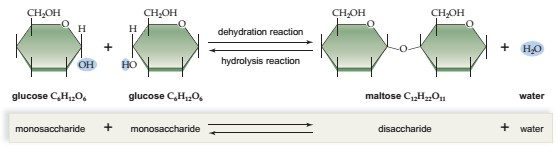 CH₂OH
O
H
OH
+
CH₂OH
H
O
HO
dehydration reaction
hydrolysis reaction
CH₂OH
O
O
CH₂OH
O
+
H₂O
glucose C₆H₁₂O₆
glucose C₆H₁₂O₆
maltose C₁₂H₂₂O₁₁
water
monosaccharide + monosaccharide disaccharide + water